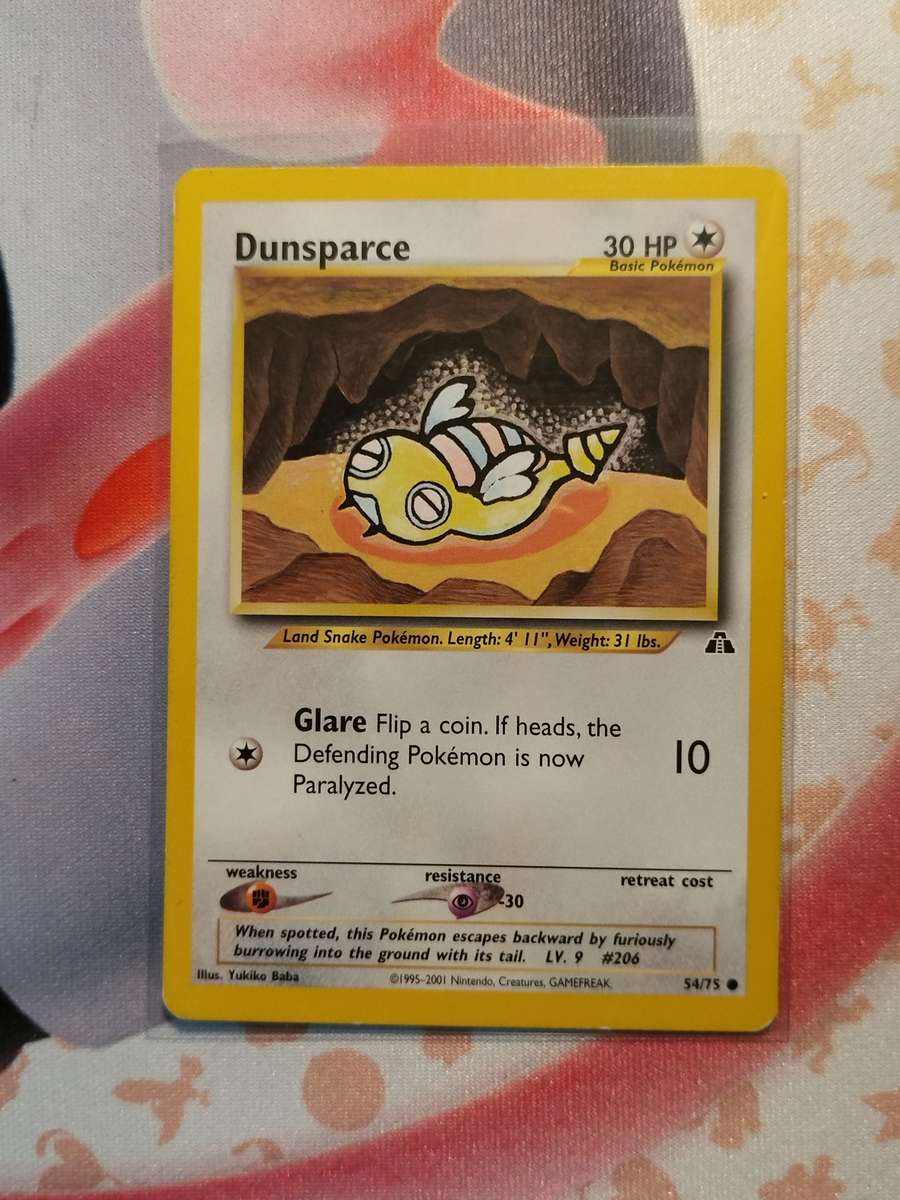 Dunsparce
30 HP
Basic Pokémon
Land Snake Pokémon. Length: 4' 11", Weight: 31 lbs.
Glare Flip a coin. If heads, the
Defending Pokémon is now
Paralyzed.
10
weakness
resistance
retreat cost
-30
When spotted, this Pokémon escapes backward by furiously
burrowing into the ground with its tail. LV. 9 #206
Illus. Yukiko Baba
©1995-2001 Nintendo, Creatures, GAMEFREAK.
54/75